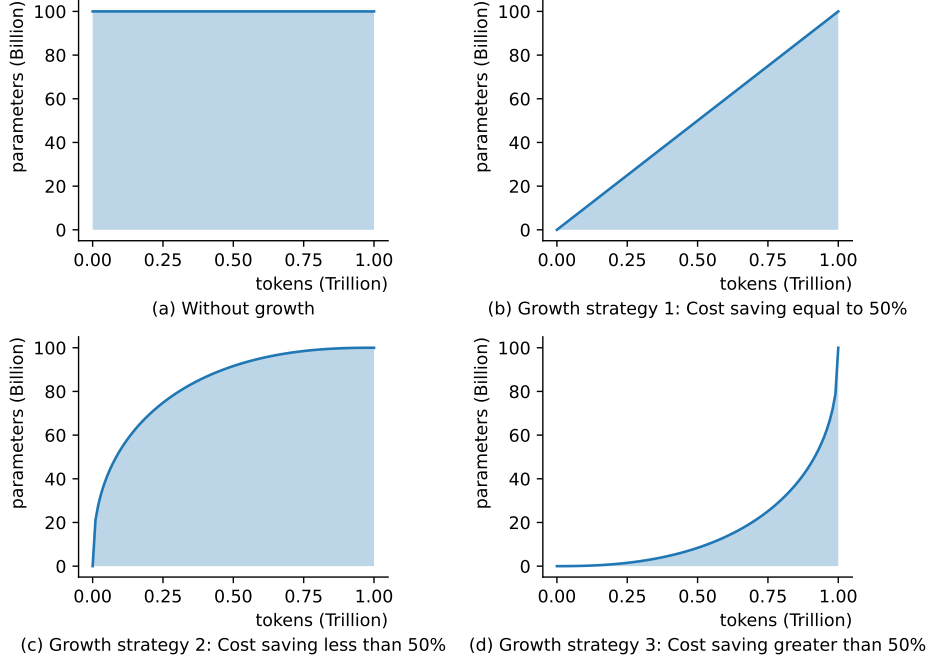 parameters (Billion)
100
80
60
40
20
0
0.00 0.25 0.50 0.75 1.00
tokens (Trillion)
(a) Without growth
parameters (Billion)
100
80
60
40
20
0
0.00 0.25 0.50 0.75 1.00
tokens (Trillion)
(b) Growth strategy 1: Cost saving equal to 50%
parameters (Billion)
100
80
60
40
20
0
0.00 0.25 0.50 0.75 1.00
tokens (Trillion)
(c) Growth strategy 2: Cost saving less than 50%
parameters (Billion)
100
80
60
40
20
0
0.00 0.25 0.50 0.75 1.00
tokens (Trillion)
(d) Growth strategy 3: Cost saving greater than 50%